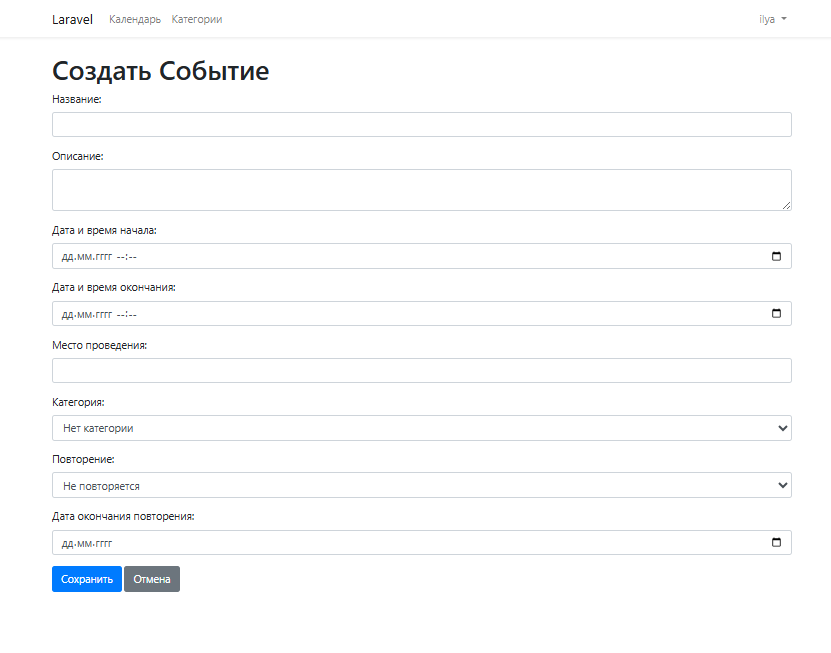 Laravel Календарь Категории ilya
Создать Событие
Название:
Описание:
Дата и время начала:
дд.мм.гггг --:--
Дата и время окончания:
дд.мм.гггг --:--
Место проведения:
Категория:
Нет категории
Повторение:
Не повторяется
Дата окончания повторения:
дд.мм.гггг
Сохранить Отмена